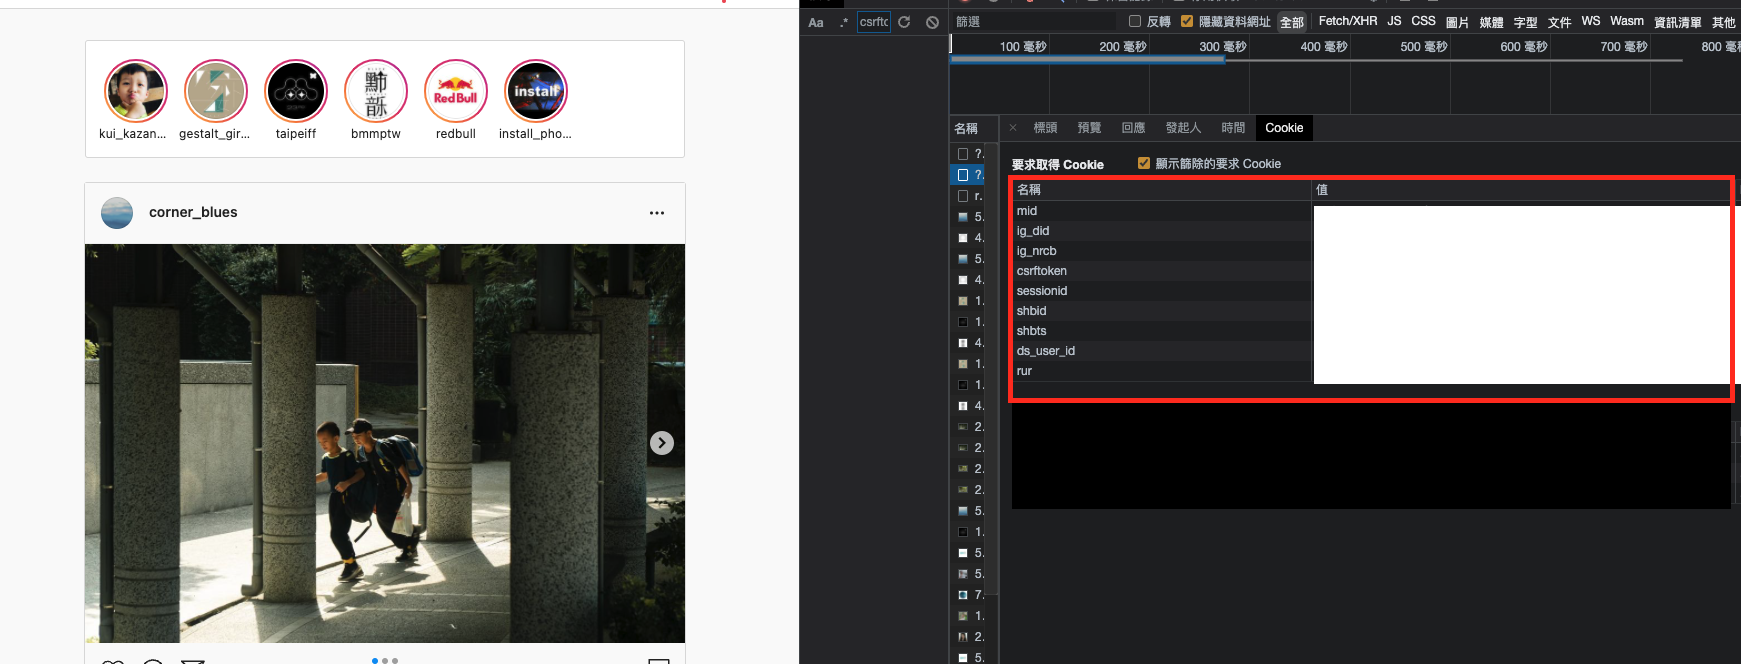 Aa .* csrftc
篩選 反轉 隱藏資料網址 全部 Fetch/XHR JS CSS 圖片 媒體 字型 文件 WS Wasm 資訊清單 其他
100 毫秒 200 毫秒 300 毫秒 400 毫秒 500 毫秒 600 毫秒 700 毫秒 800
名稱 × 標頭 預覽 回應 發起人 時間 Cookie
要求取得 Cookie 顯示篩除的要求 Cookie
名稱 值
mid
ig_did
ig_nrcb
csrftoken
sessionid
shbid
shbts
ds_user_id
rur
?.
?.
r.
5.
4.
5.
4.
1.
1.
4.
1.
1.
4.
2.
2.
2.
2.
5.
1.
5.
5.
7.
1.
2.
5.
Red Bull
install
kui_kazan... gestalt_gir... taipeiff bmmptw redbull install_pho...
corner_blues